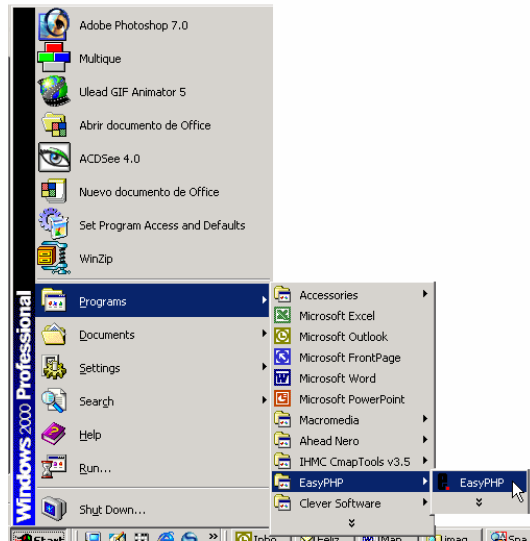 Adobe Photoshop 7.0
Multique
Ulead GIF Animator 5
Abrir documento de Office
ACDSee 4.0
Nuevo documento de Office
Set Program Access and Defaults
WinZip
Windows 2000 Professional
Programs
Documents
Settings
Search
Help
Run...
Shut Down...
Accessories
Microsoft Excel
Microsoft Outlook
Microsoft FrontPage
Microsoft Word
Microsoft PowerPoint
Macromedia
Ahead Nero
IHMC CmapTools v3.5
EasyPHP
Clever Software
EasyPHP
Start